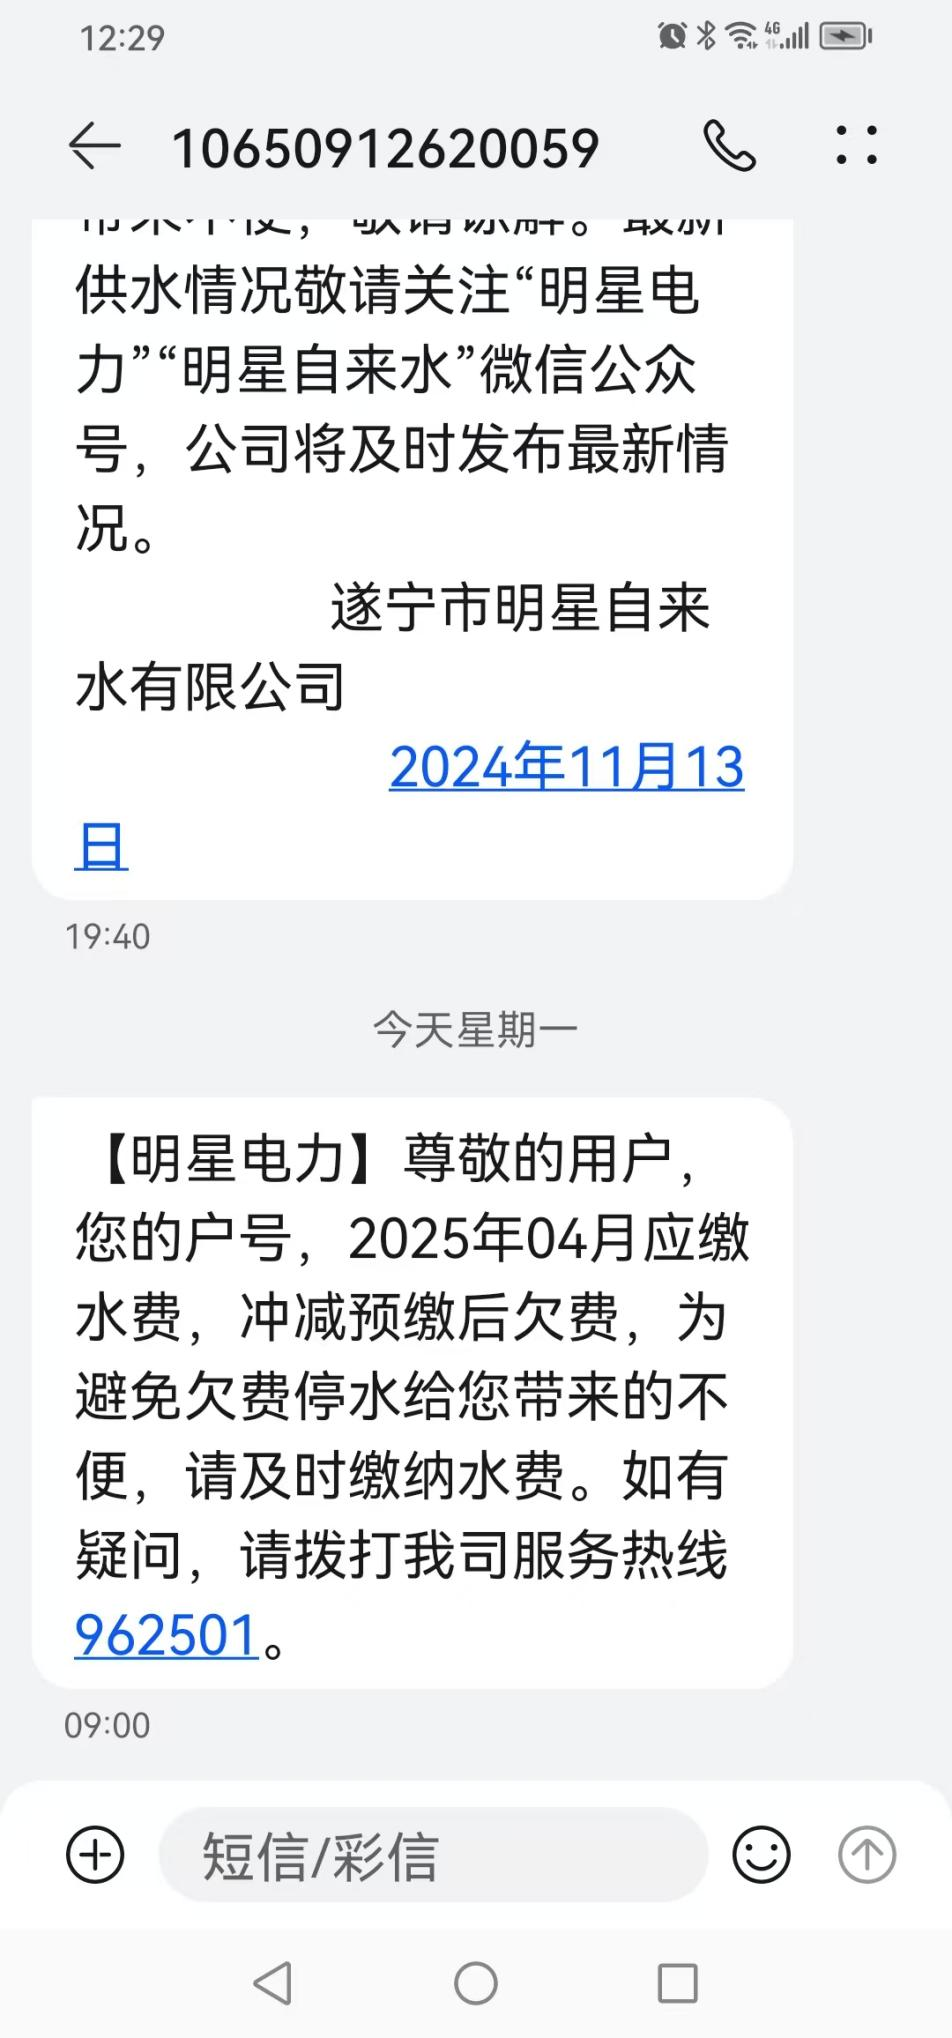 12:29
4G
10650912620059
供水情况敬请关注“明星电
力”“明星自来水”微信公众
号，公司将及时发布最新情
况。
遂宁市明星自来
水有限公司
2024年11月13
日
19:40
今天星期一
【明星电力】尊敬的用户，
您的户号，2025年04月应缴
水费，冲减预缴后欠费，为
避免欠费停水给您带来的不
便，请及时缴纳水费。如有
疑问，请拨打我司服务热线
962501。
09:00
短信/彩信